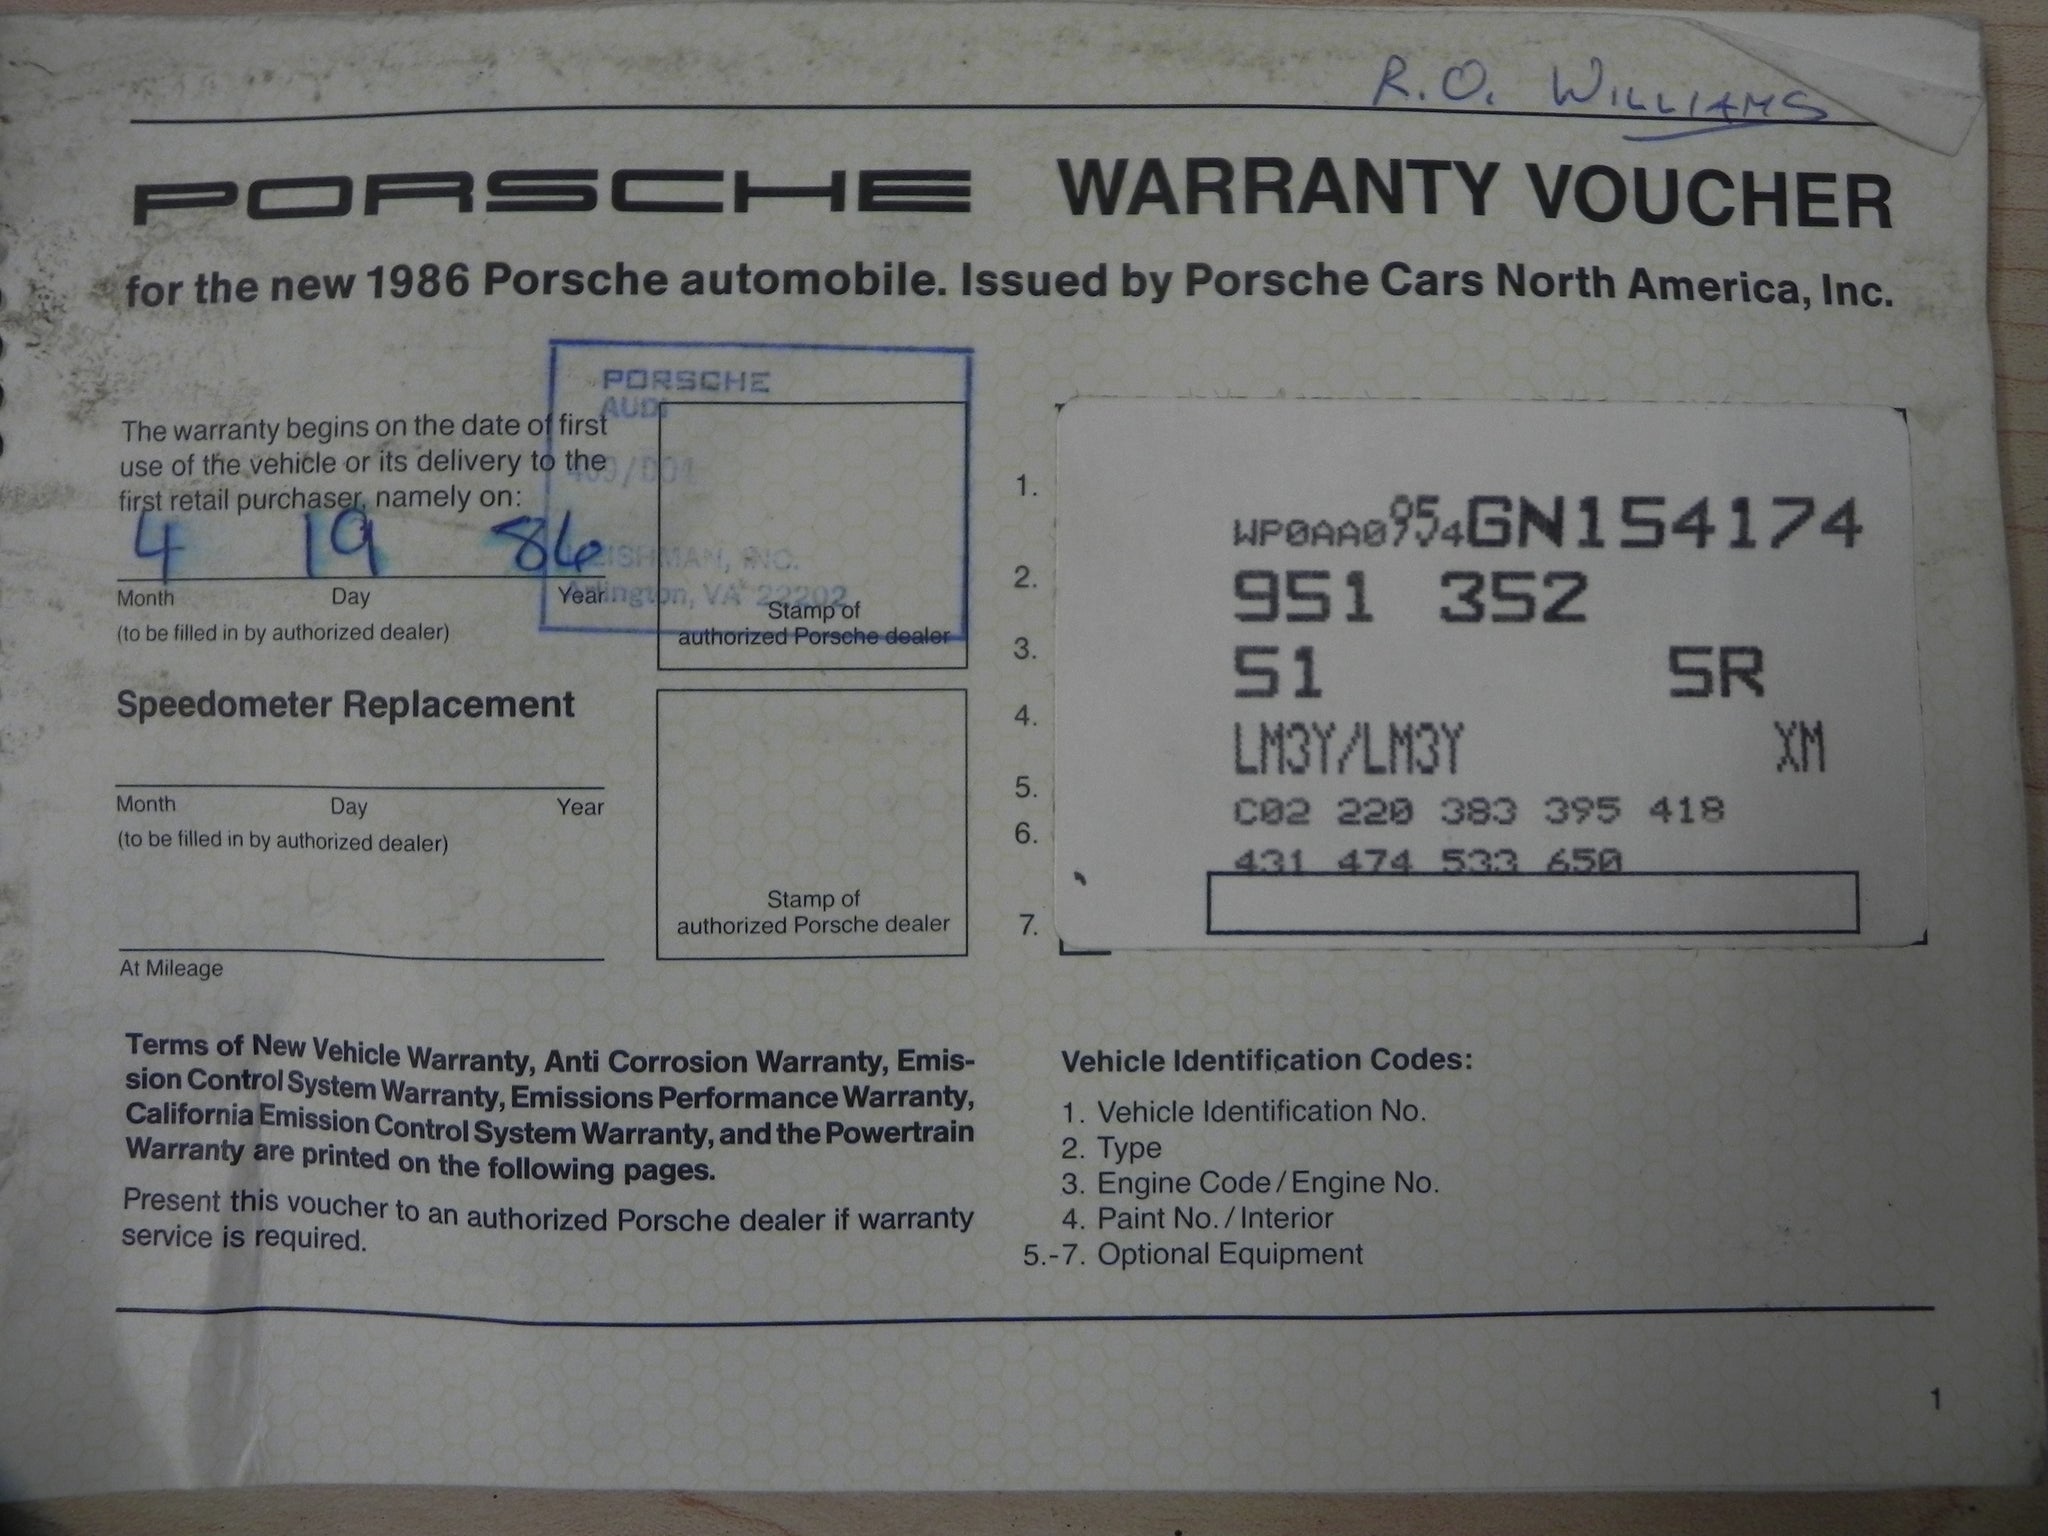 R.O. WILLIAMS
PORSCHE WARRANTY VOUCHER
for the new 1986 Porsche automobile. Issued by Porsche Cars North America, Inc.
PORSCHE
AUDI
ISHMAN, INC.
Arlington, VA 22202
The warranty begins on the date of first
use of the vehicle or its delivery to the
first retail purchaser, namely on:
4 19 86
Month Day Year
(to be filled in by authorized dealer)
Stamp of
authorized Porsche dealer
Speedometer Replacement
Month Day Year
(to be filled in by authorized dealer)
At Mileage
Stamp of
authorized Porsche dealer
1.
2.
3.
4.
5.
6.
7.
GN154174
951 352
51 SR
LM3Y/LM3Y XM
C02 220 383 395 418
431 474 533 650
Terms of New Vehicle Warranty, Anti Corrosion Warranty, Emis-
sion Control System Warranty, Emissions Performance Warranty,
California Emission Control System Warranty, and the Powertrain
Warranty are printed on the following pages.
Present this voucher to an authorized Porsche dealer if warranty
service is required.
Vehicle Identification Codes:
1. Vehicle Identification No.
2. Type
3. Engine Code / Engine No.
4. Paint No. / Interior
5.-7. Optional Equipment
1